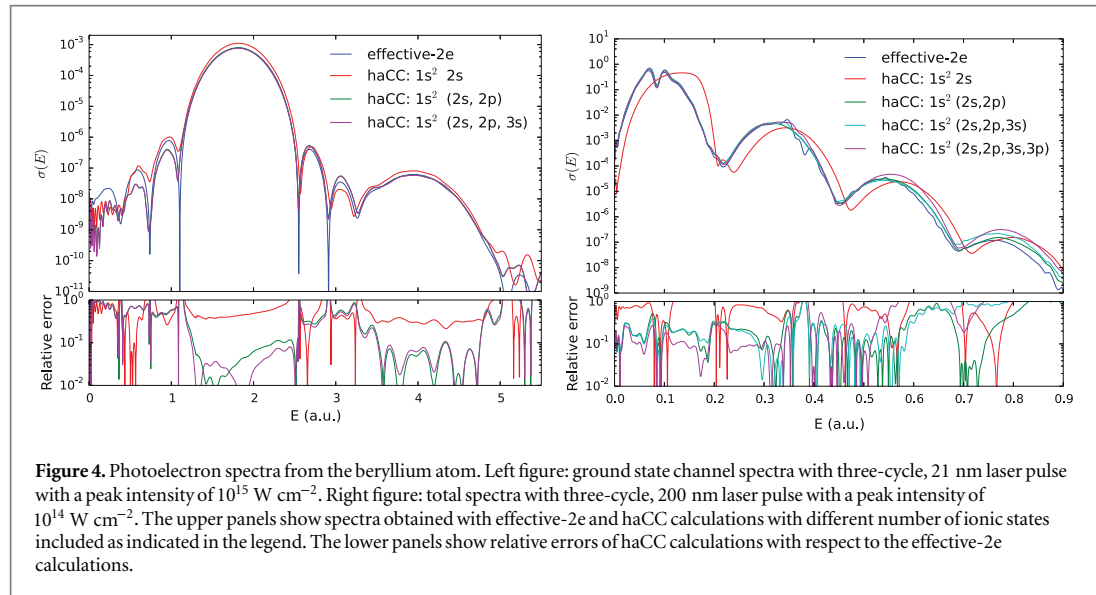 10⁻³
10⁻⁴
10⁻⁵
10⁻⁶
10⁻⁷
10⁻⁸
10⁻⁹
10⁻¹⁰
10⁻¹¹
σ(E)
effective-2e
haCC: 1s² 2s
haCC: 1s² (2s, 2p)
haCC: 1s² (2s, 2p, 3s)
10⁰
10⁻¹
10⁻²
Relative error
0 1 2 3 4 5
E (a.u.)
10¹
10⁰
10⁻¹
10⁻²
10⁻³
10⁻⁴
10⁻⁵
10⁻⁶
10⁻⁷
10⁻⁸
10⁻⁹
σ(E)
effective-2e
haCC: 1s² 2s
haCC: 1s² (2s,2p)
haCC: 1s² (2s,2p,3s)
haCC: 1s² (2s,2p,3s,3p)
10⁰
10⁻¹
10⁻²
Relative error
0.0 0.1 0.2 0.3 0.4 0.5 0.6 0.7 0.8 0.9
E (a.u.)
Figure 4. Photoelectron spectra from the beryllium atom. Left figure: ground state channel spectra with three-cycle, 21 nm laser pulse
with a peak intensity of 10¹⁵ W cm⁻². Right figure: total spectra with three-cycle, 200 nm laser pulse with a peak intensity of
10¹⁴ W cm⁻². The upper panels show spectra obtained with effective-2e and haCC calculations with different number of ionic states
included as indicated in the legend. The lower panels show relative errors of haCC calculations with respect to the effective-2e
calculations.